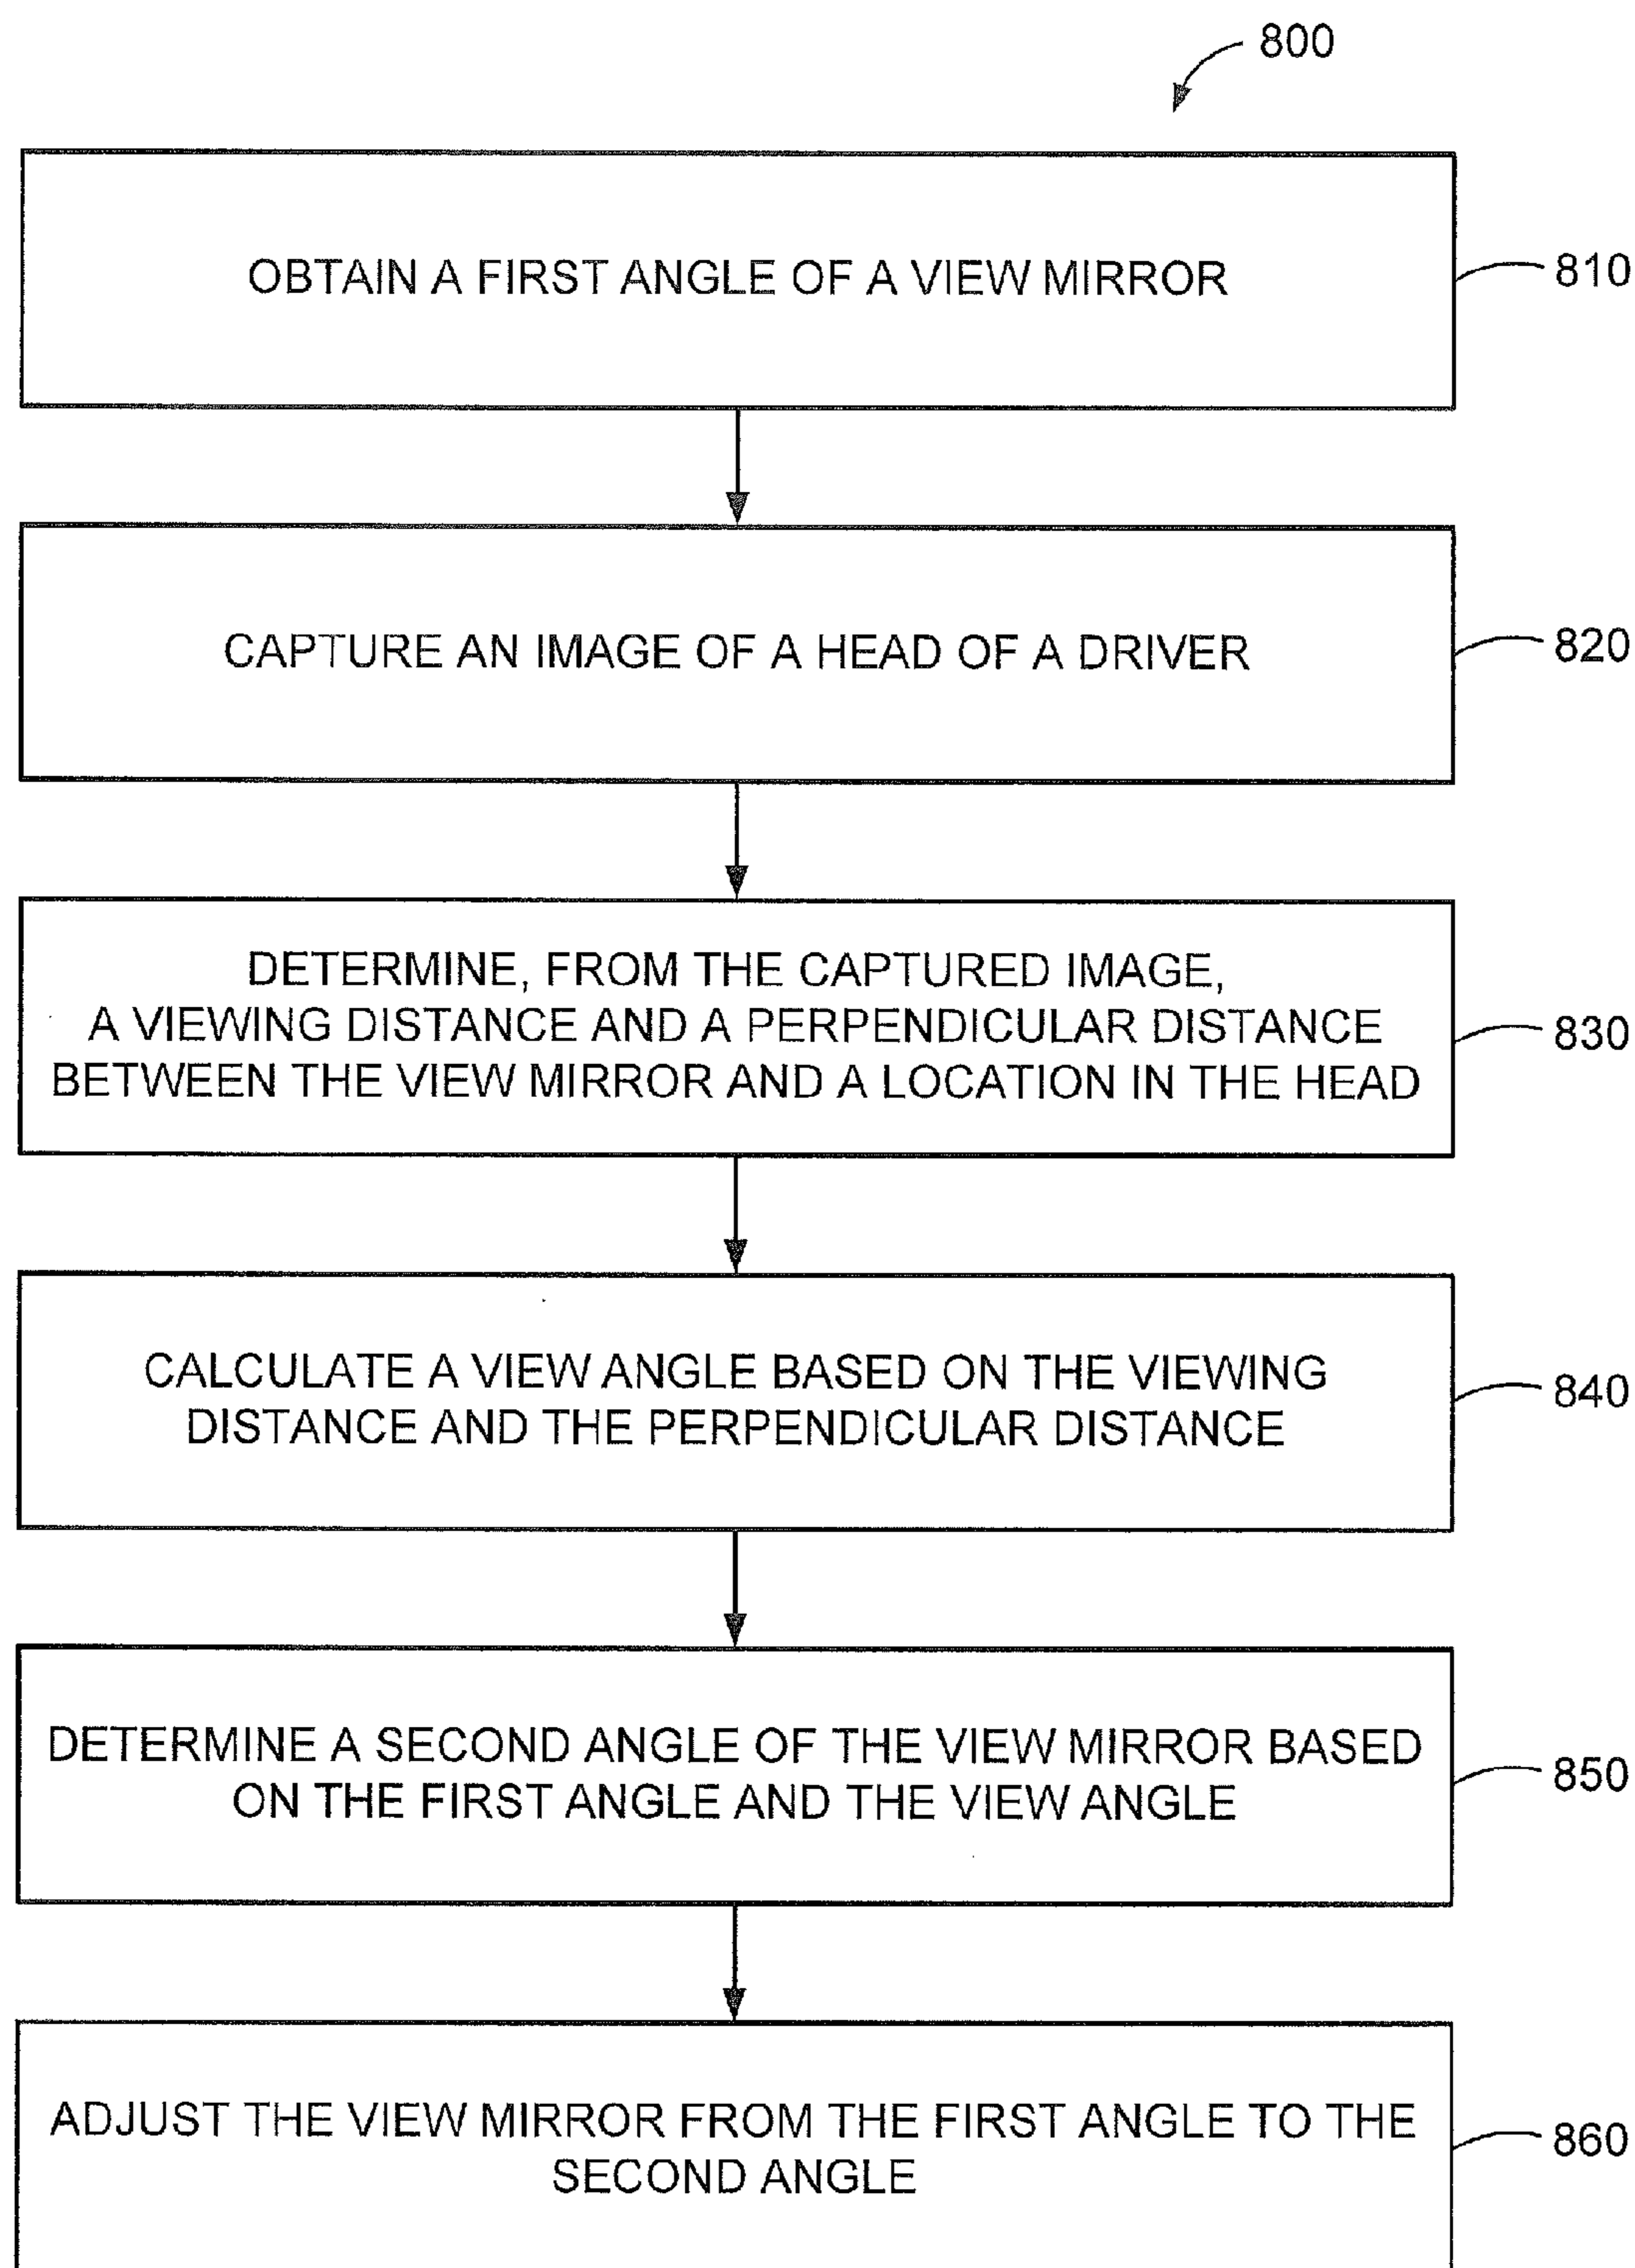 800
OBTAIN A FIRST ANGLE OF A VIEW MIRROR
810
CAPTURE AN IMAGE OF A HEAD OF A DRIVER
820
DETERMINE, FROM THE CAPTURED IMAGE,
A VIEWING DISTANCE AND A PERPENDICULAR DISTANCE
BETWEEN THE VIEW MIRROR AND A LOCATION IN THE HEAD
830
CALCULATE A VIEW ANGLE BASED ON THE VIEWING
DISTANCE AND THE PERPENDICULAR DISTANCE
840
DETERMINE A SECOND ANGLE OF THE VIEW MIRROR BASED
ON THE FIRST ANGLE AND THE VIEW ANGLE
850
ADJUST THE VIEW MIRROR FROM THE FIRST ANGLE TO THE
SECOND ANGLE
860